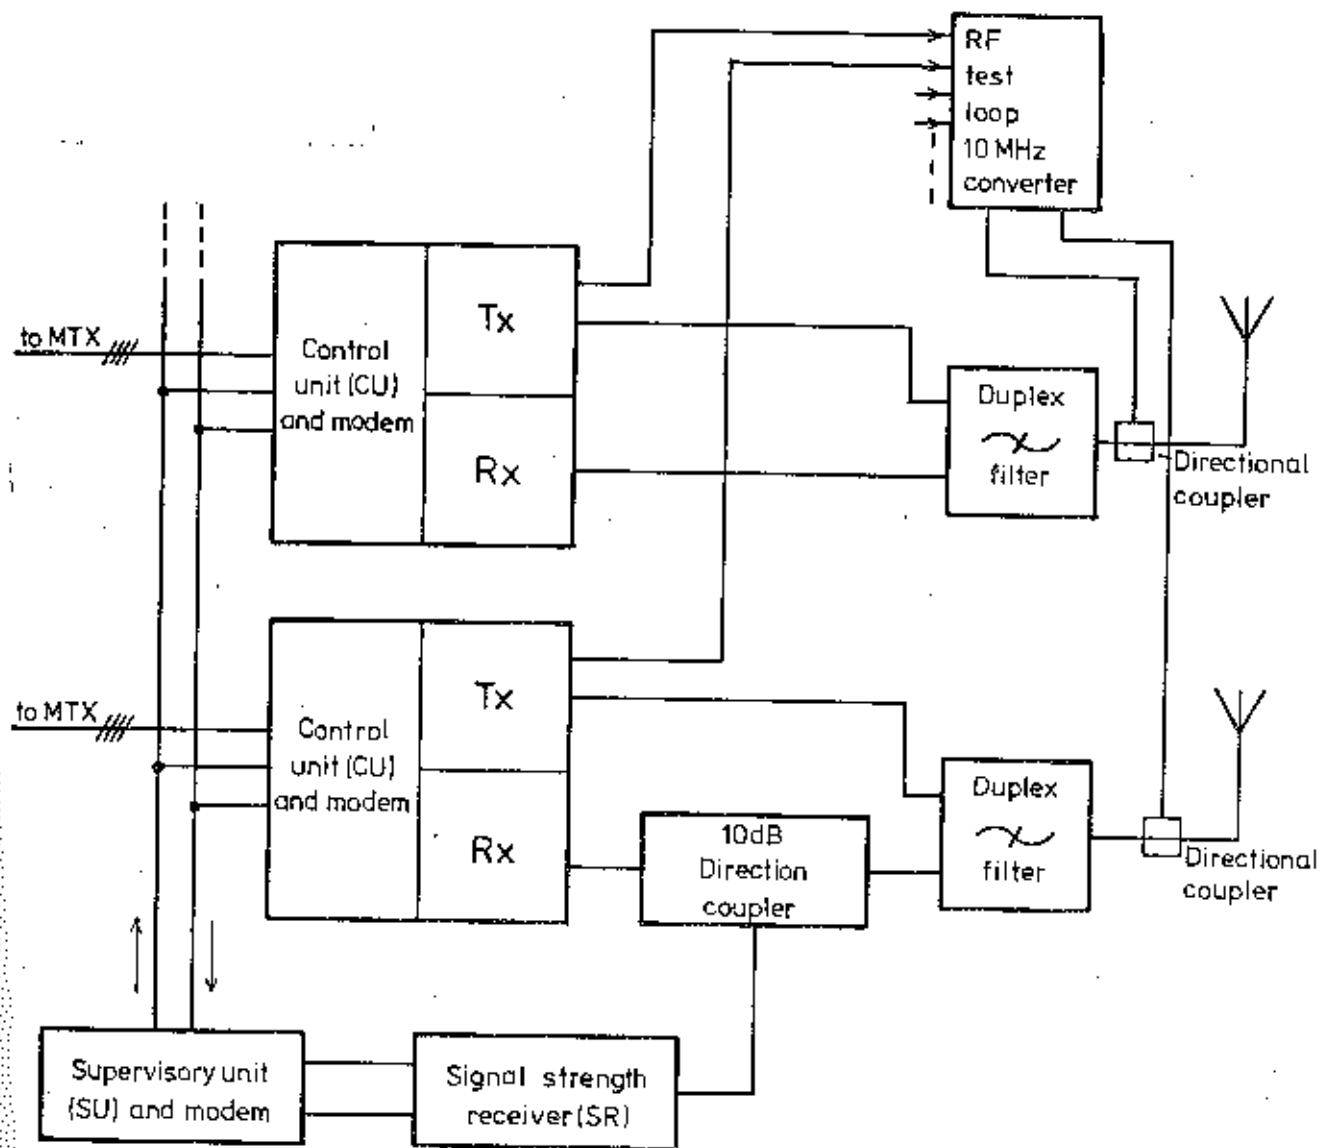 RF
test
loop
10 MHz
converter
to MTX
Control
unit (CU)
and modem
Tx
Rx
Duplex
filter
Directional
coupler
to MTX
Control
unit (CU)
and modem
Tx
Rx
10dB
Direction
coupler
Duplex
filter
Directional
coupler
Supervisory unit
(SU) and modem
Signal strength
receiver (SR)